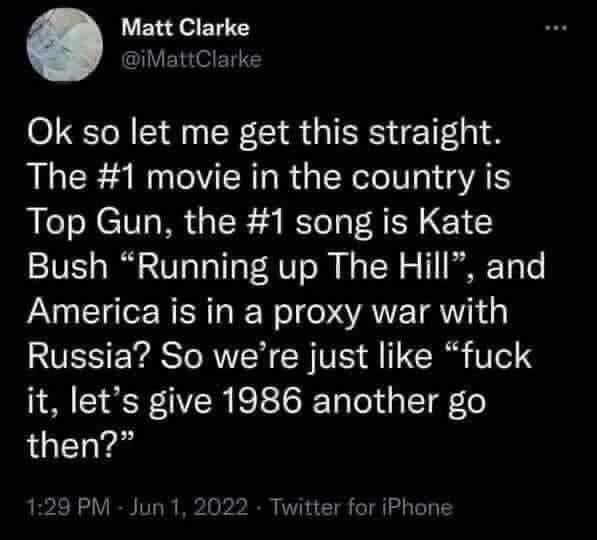 Matt Clarke
@iMattClarke
Ok so let me get this straight.
The #1 movie in the country is
Top Gun, the #1 song is Kate
Bush “Running up The Hill”, and
America is in a proxy war with
Russia? So we’re just like “fuck
it, let’s give 1986 another go
then?”
1:29 PM · Jun 1, 2022 · Twitter for iPhone